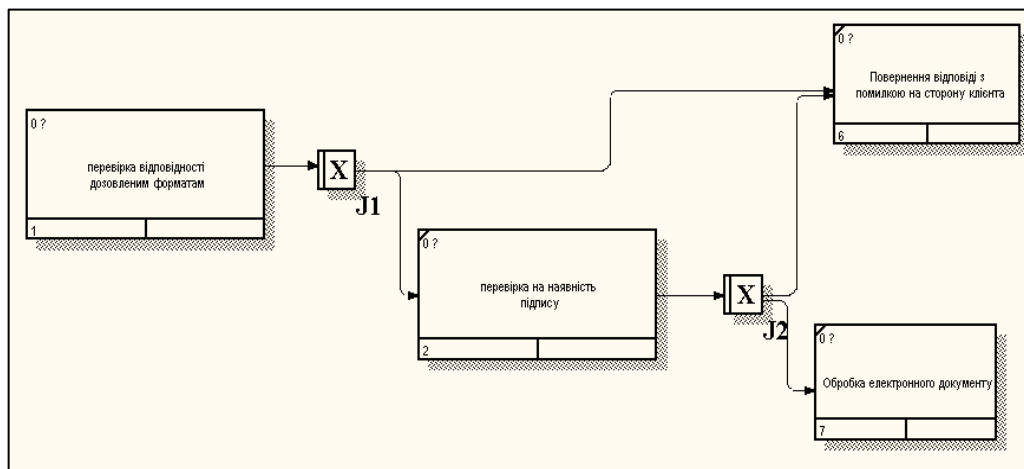 0 ?
перевірка відповідності
дозовленим форматам
1
X
J1
0 ?
перевірка на наявність
підпису
2
X
J2
0 ?
Повернення відповіді з
помилкою на сторону клієнта
6
0 ?
Обробка електронного документу
7